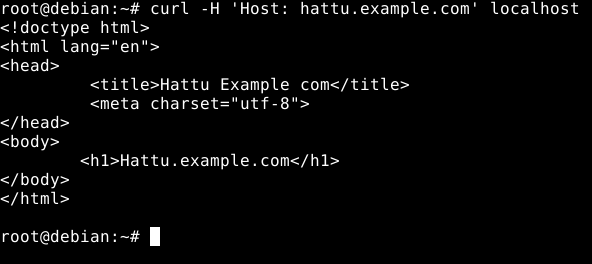 root@debian:~# curl -H 'Host: hattu.example.com' localhost
<!doctype html>
<html lang="en">
<head>
         <title>Hattu Example com</title>
         <meta charset="utf-8">
</head>
<body>
        <h1>Hattu.example.com</h1>
</body>
</html>

root@debian:~#